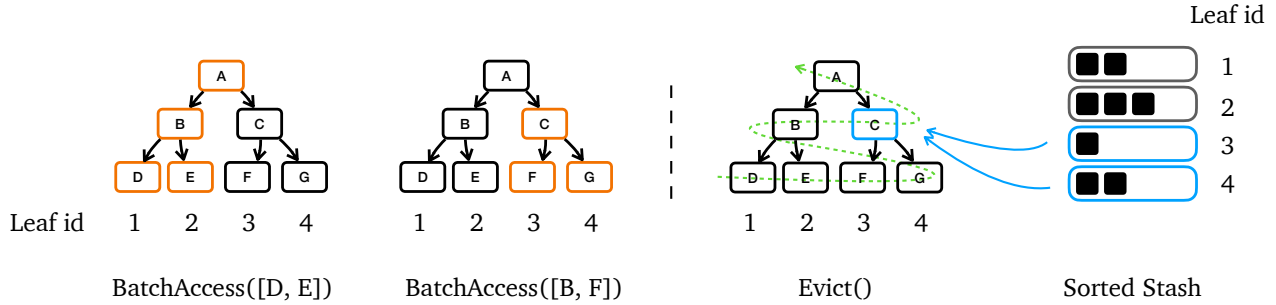 Leaf id
A
A
A
1
B
C
B
C
B
C
2
3
D
E
F
G
D
E
F
G
D
E
F
G
4
Leaf id
1
2
3
4
1
2
3
4
1
2
3
4
BatchAccess([D, E])
BatchAccess([B, F])
Evict()
Sorted Stash